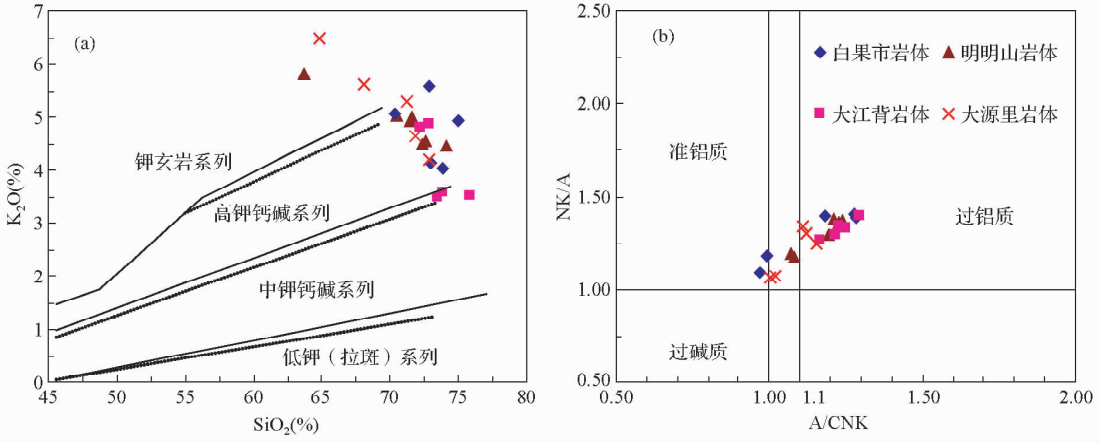 (a)
K2O(%)
7
6
5
4
3
2
1
0
钾玄岩系列
高钾钙碱系列
中钾钙碱系列
低钾（拉斑）系列
45 50 55 60 65 70 75 80
SiO2(%)
(b)
NK/A
2.50
2.00
1.50
1.00
0.50
白果市岩体 明明山岩体
大江背岩体 大源里岩体
准铝质
过铝质
过碱质
0.50 1.00 1.1 1.50 2.00
A/CNK